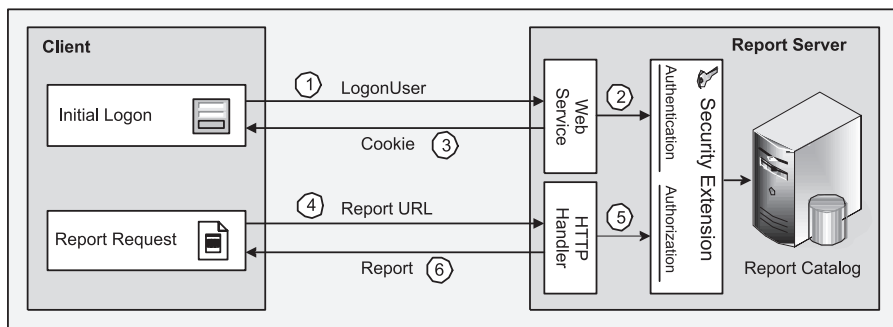 Client
Report Server
Initial Logon
1 LogonUser
Cookie 3
Web
Service
2
Authentication
Security Extension
Report Request
4 Report URL
Report 6
HTTP
Handler
5
Authorization
Report Catalog